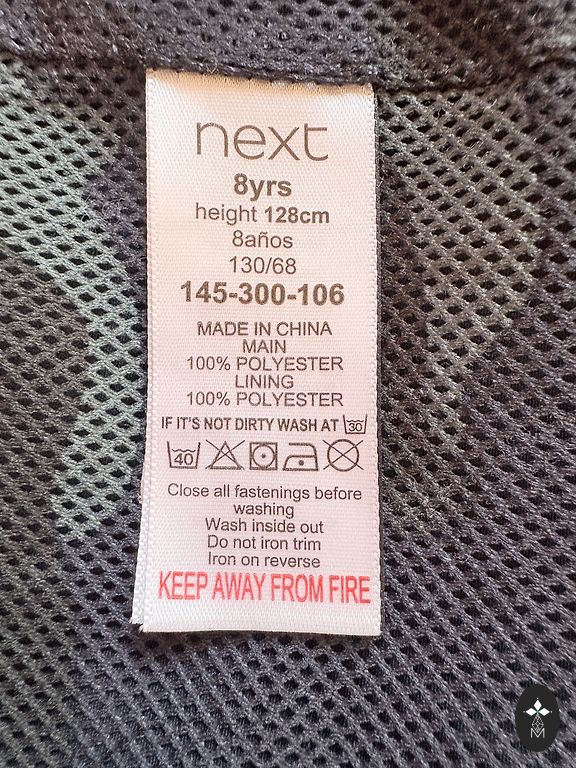 next
8yrs
height 128cm
8años
130/68
145-300-106
MADE IN CHINA
MAIN
100% POLYESTER
LINING
100% POLYESTER
IF IT'S NOT DIRTY WASH AT 30
40
Close all fastenings before
washing
Wash inside out
Do not iron trim
Iron on reverse
KEEP AWAY FROM FIRE
M